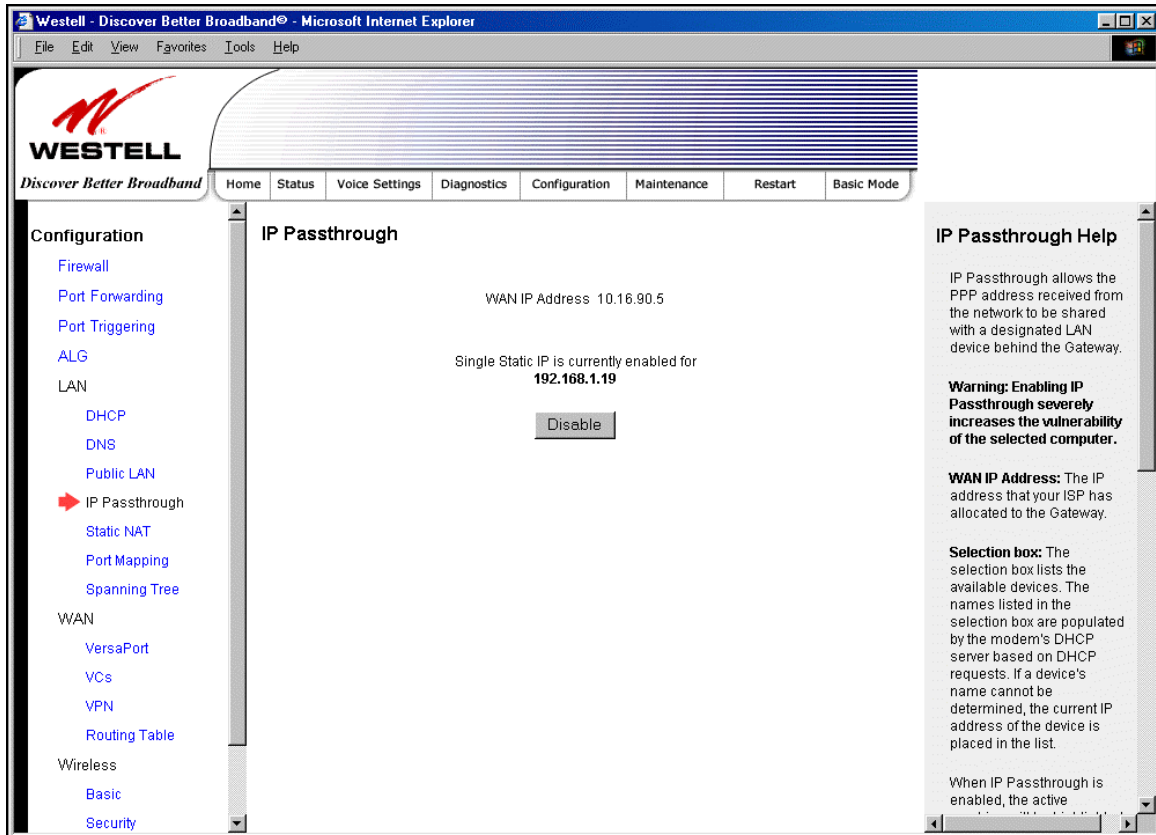 Westell - Discover Better Broadband® - Microsoft Internet Explorer
File Edit View Favorites Tools Help
WESTELL
Discover Better Broadband
Home Status Voice Settings Diagnostics Configuration Maintenance Restart Basic Mode
Configuration
Firewall
Port Forwarding
Port Triggering
ALG
LAN
DHCP
DNS
Public LAN
IP Passthrough
Static NAT
Port Mapping
Spanning Tree
WAN
VersaPort
VCs
VPN
Routing Table
Wireless
Basic
Security
IP Passthrough
WAN IP Address 10.16.90.5
Single Static IP is currently enabled for
192.168.1.19
Disable
IP Passthrough Help
IP Passthrough allows the
PPP address received from
the network to be shared
with a designated LAN
device behind the Gateway.
Warning: Enabling IP
Passthrough severely
increases the vulnerability
of the selected computer.
WAN IP Address: The IP
address that your ISP has
allocated to the Gateway.
Selection box: The
selection box lists the
available devices. The
names listed in the
selection box are populated
by the modem's DHCP
server based on DHCP
requests. If a device's
name cannot be
determined, the current IP
address of the device is
placed in the list.
When IP Passthrough is
enabled, the active